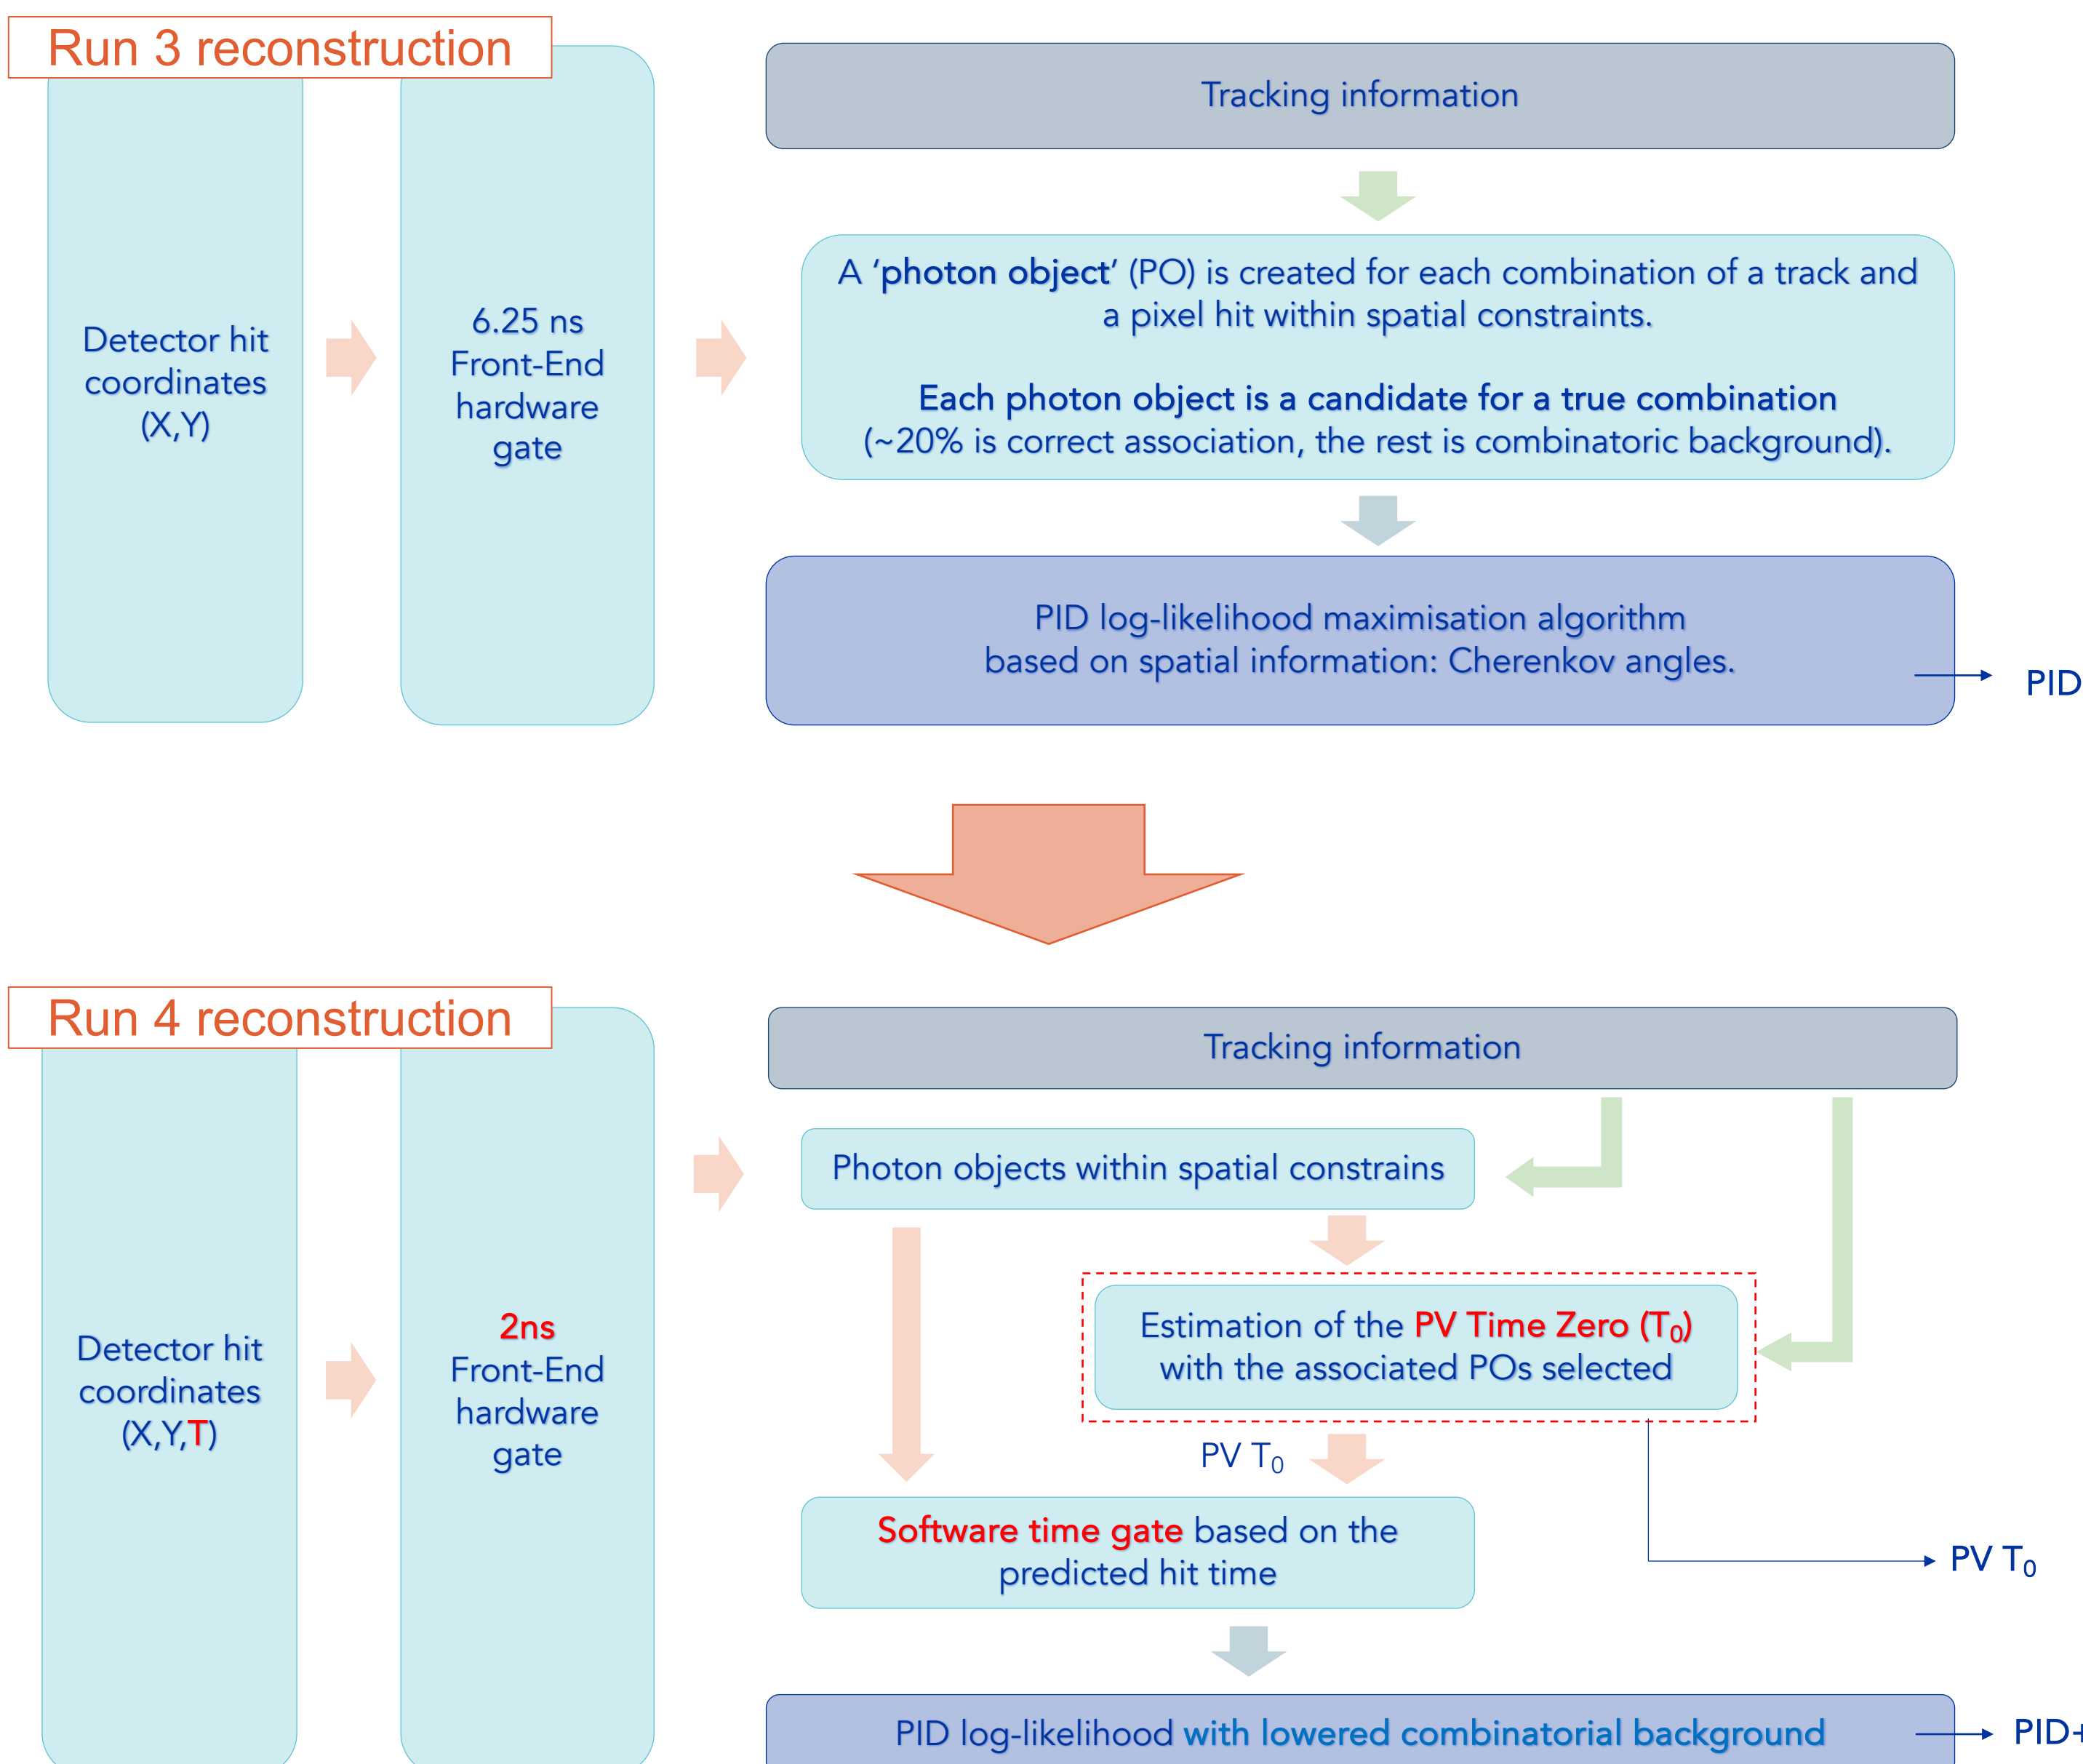 Run 3 reconstruction
Detector hit
coordinates
(X,Y)
6.25 ns
Front-End
hardware
gate
Tracking information
A ‘photon object’ (PO) is created for each combination of a track and
a pixel hit within spatial constraints.
Each photon object is a candidate for a true combination
(~20% is correct association, the rest is combinatoric background).
PID log-likelihood maximisation algorithm
based on spatial information: Cherenkov angles.
PID
Run 4 reconstruction
Detector hit
coordinates
(X,Y,T)
2ns
Front-End
hardware
gate
Tracking information
Photon objects within spatial constrains
Estimation of the PV Time Zero (T₀)
with the associated POs selected
PV T₀
Software time gate based on the
predicted hit time
PV T₀
PID log-likelihood with lowered combinatorial background
PID+